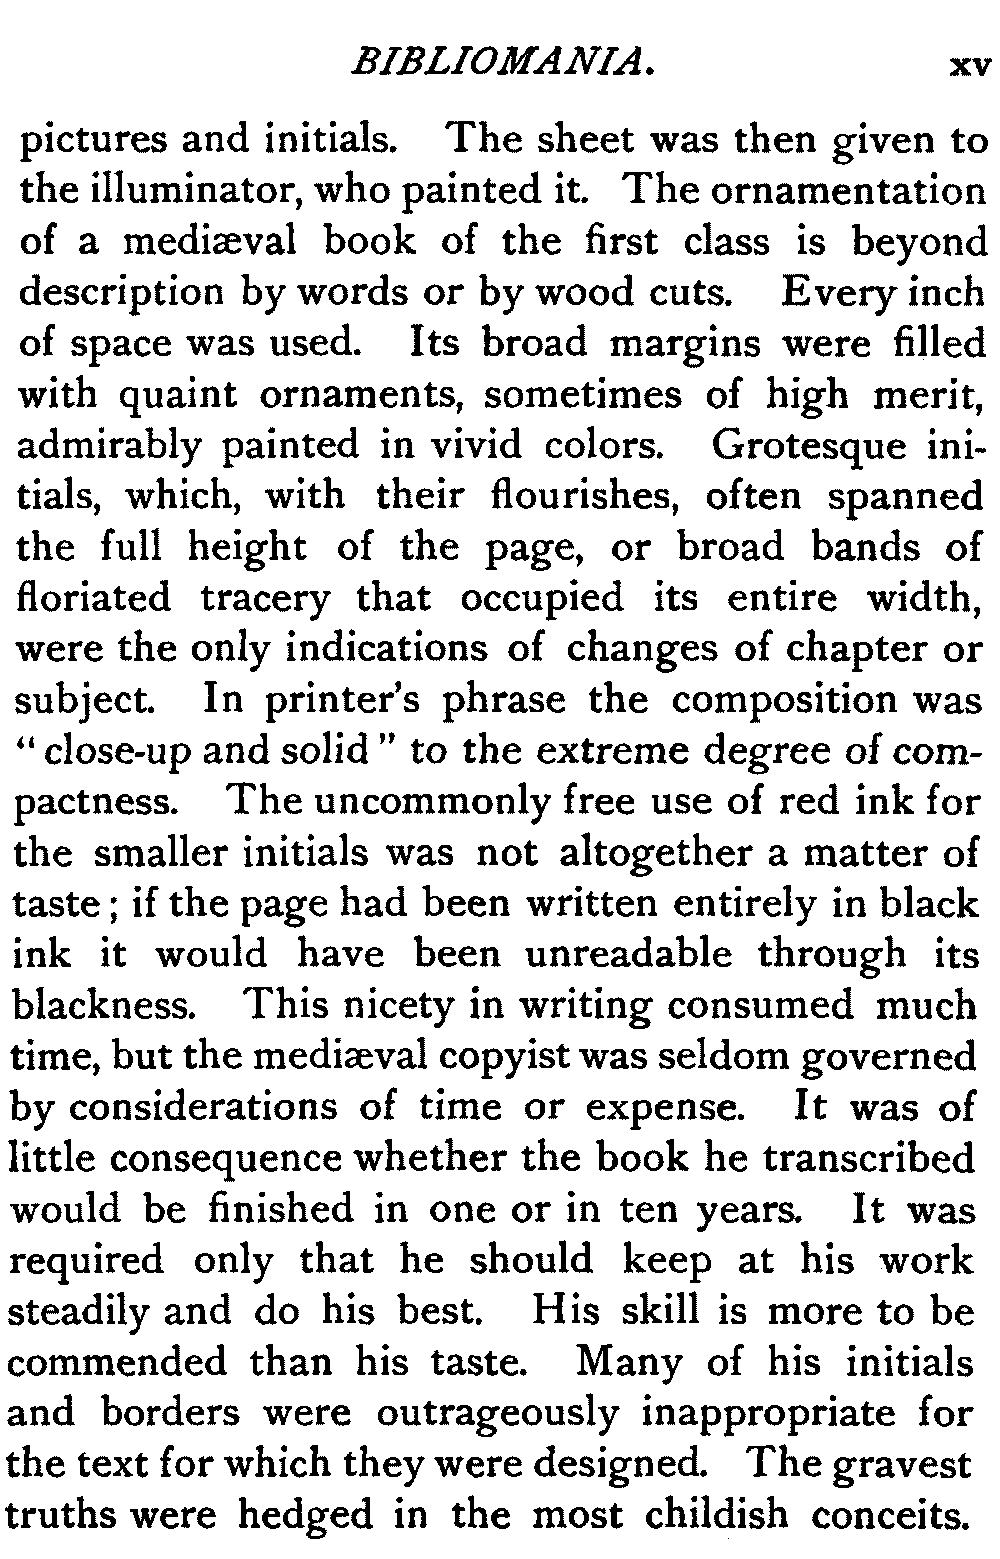 BIBLIOMANIA. xv
pictures and initials. The sheet was then given to
the illuminator, who painted it. The ornamentation
of a mediæval book of the first class is beyond
description by words or by wood cuts. Every inch
of space was used. Its broad margins were filled
with quaint ornaments, sometimes of high merit,
admirably painted in vivid colors. Grotesque ini-
tials, which, with their flourishes, often spanned
the full height of the page, or broad bands of
floriated tracery that occupied its entire width,
were the only indications of changes of chapter or
subject. In printer's phrase the composition was
“close-up and solid” to the extreme degree of com-
pactness. The uncommonly free use of red ink for
the smaller initials was not altogether a matter of
taste; if the page had been written entirely in black
ink it would have been unreadable through its
blackness. This nicety in writing consumed much
time, but the mediæval copyist was seldom governed
by considerations of time or expense. It was of
little consequence whether the book he transcribed
would be finished in one or in ten years. It was
required only that he should keep at his work
steadily and do his best. His skill is more to be
commended than his taste. Many of his initials
and borders were outrageously inappropriate for
the text for which they were designed. The gravest
truths were hedged in the most childish conceits.